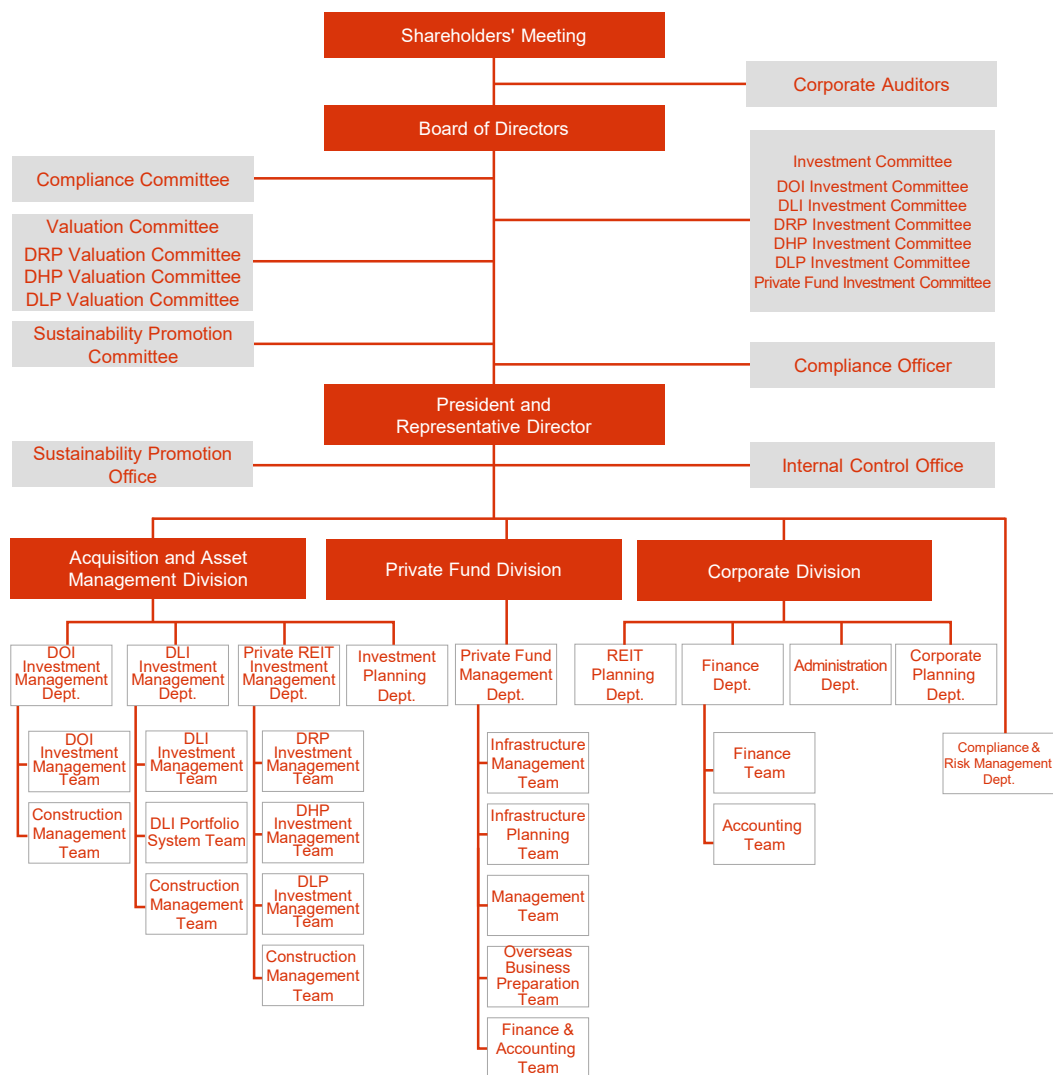 Shareholders' Meeting
Corporate Auditors
Board of Directors
Compliance Committee
Investment Committee
DOI Investment Committee
DLI Investment Committee
DRP Investment Committee
DHP Investment Committee
DLP Investment Committee
Private Fund Investment Committee
Valuation Committee
DRP Valuation Committee
DHP Valuation Committee
DLP Valuation Committee
Sustainability Promotion
Committee
Compliance Officer
President and
Representative Director
Sustainability Promotion
Office
Internal Control Office
Acquisition and Asset
Management Division
Private Fund Division
Corporate Division
DOI
Investment
Management
Dept.
DLI
Investment
Management
Dept.
Private REIT
Investment
Management
Dept.
Investment
Planning
Dept.
Private Fund
Management
Dept.
REIT
Planning
Dept.
Finance
Dept.
Administration
Dept.
Corporate
Planning
Dept.
DOI
Investment
Management
Team
Construction
Management
Team
DLI
Investment
Management
Team
DLI Portfolio
System Team
Construction
Management
Team
DRP
Investment
Management
Team
DHP
Investment
Management
Team
DLP
Investment
Management
Team
Construction
Management
Team
Infrastructure
Management
Team
Infrastructure
Planning
Team
Management
Team
Overseas
Business
Preparation
Team
Finance &
Accounting
Team
Finance
Team
Accounting
Team
Compliance &
Risk Management
Dept.